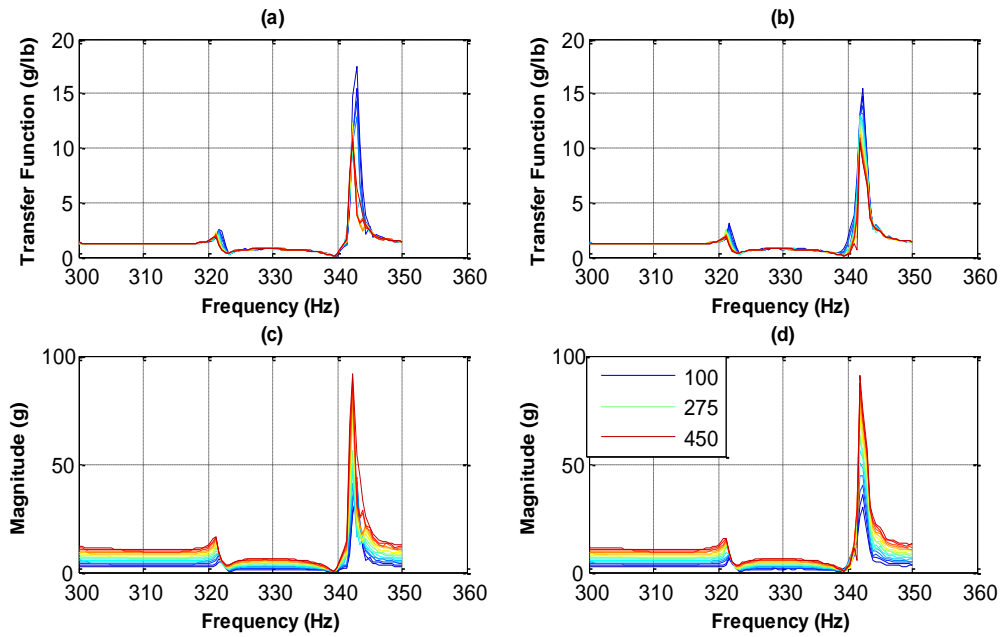 (a)
(b)
Transfer Function (g/lb)
20
15
10
5
0
300 310 320 330 340 350 360
Frequency (Hz)
Transfer Function (g/lb)
20
15
10
5
0
300 310 320 330 340 350 360
Frequency (Hz)
(c)
(d)
Magnitude (g)
100
50
0
300 310 320 330 340 350 360
Frequency (Hz)
Magnitude (g)
100
50
0
100
275
450
300 310 320 330 340 350 360
Frequency (Hz)